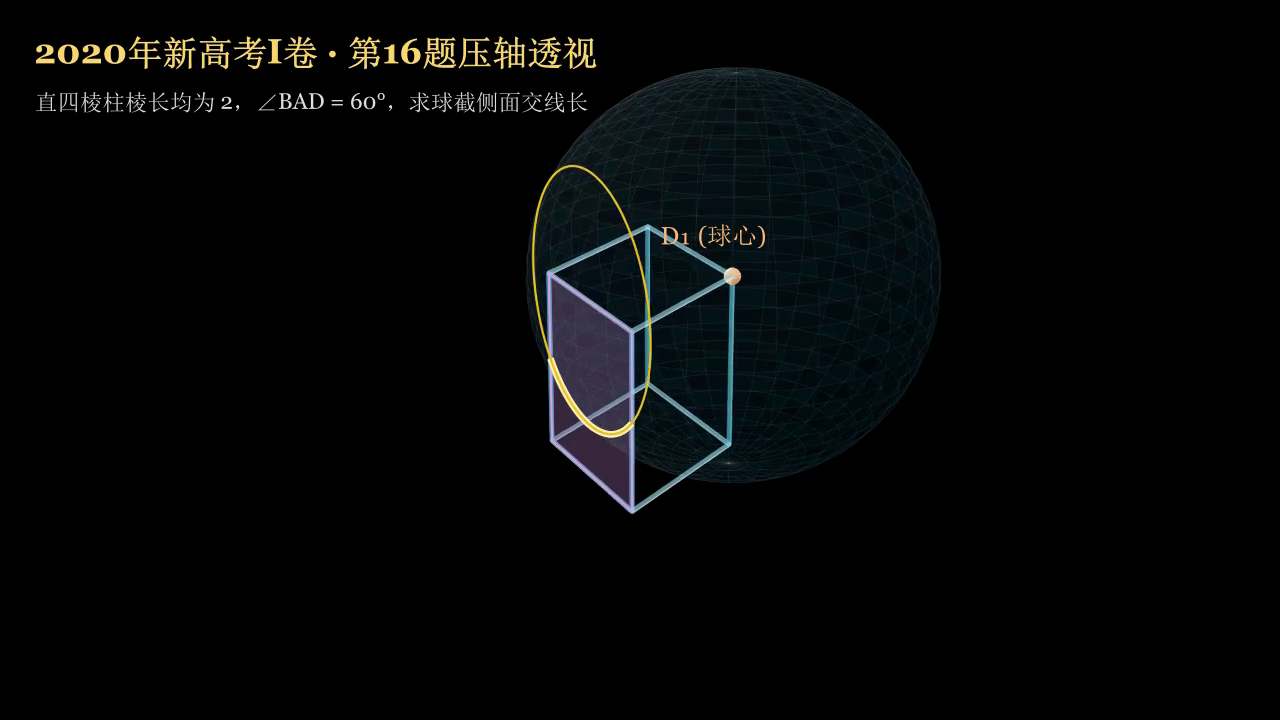 2020年新高考I卷 · 第16题压轴透视
直四棱柱棱长均为 2，∠BAD = 60°，求球截侧面交线长
D1 (球心)